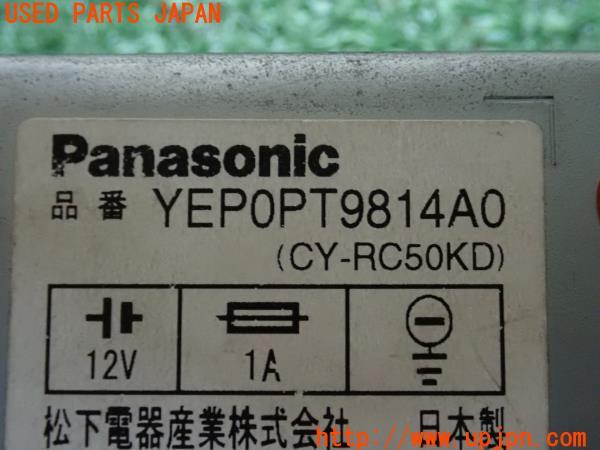 USED PARTS JAPAN
Panasonic
品番 YEP0PT9814A0
(CY-RC50KD)
12V 1A
松下電器産業株式会社 日本製
www.upjpn.com